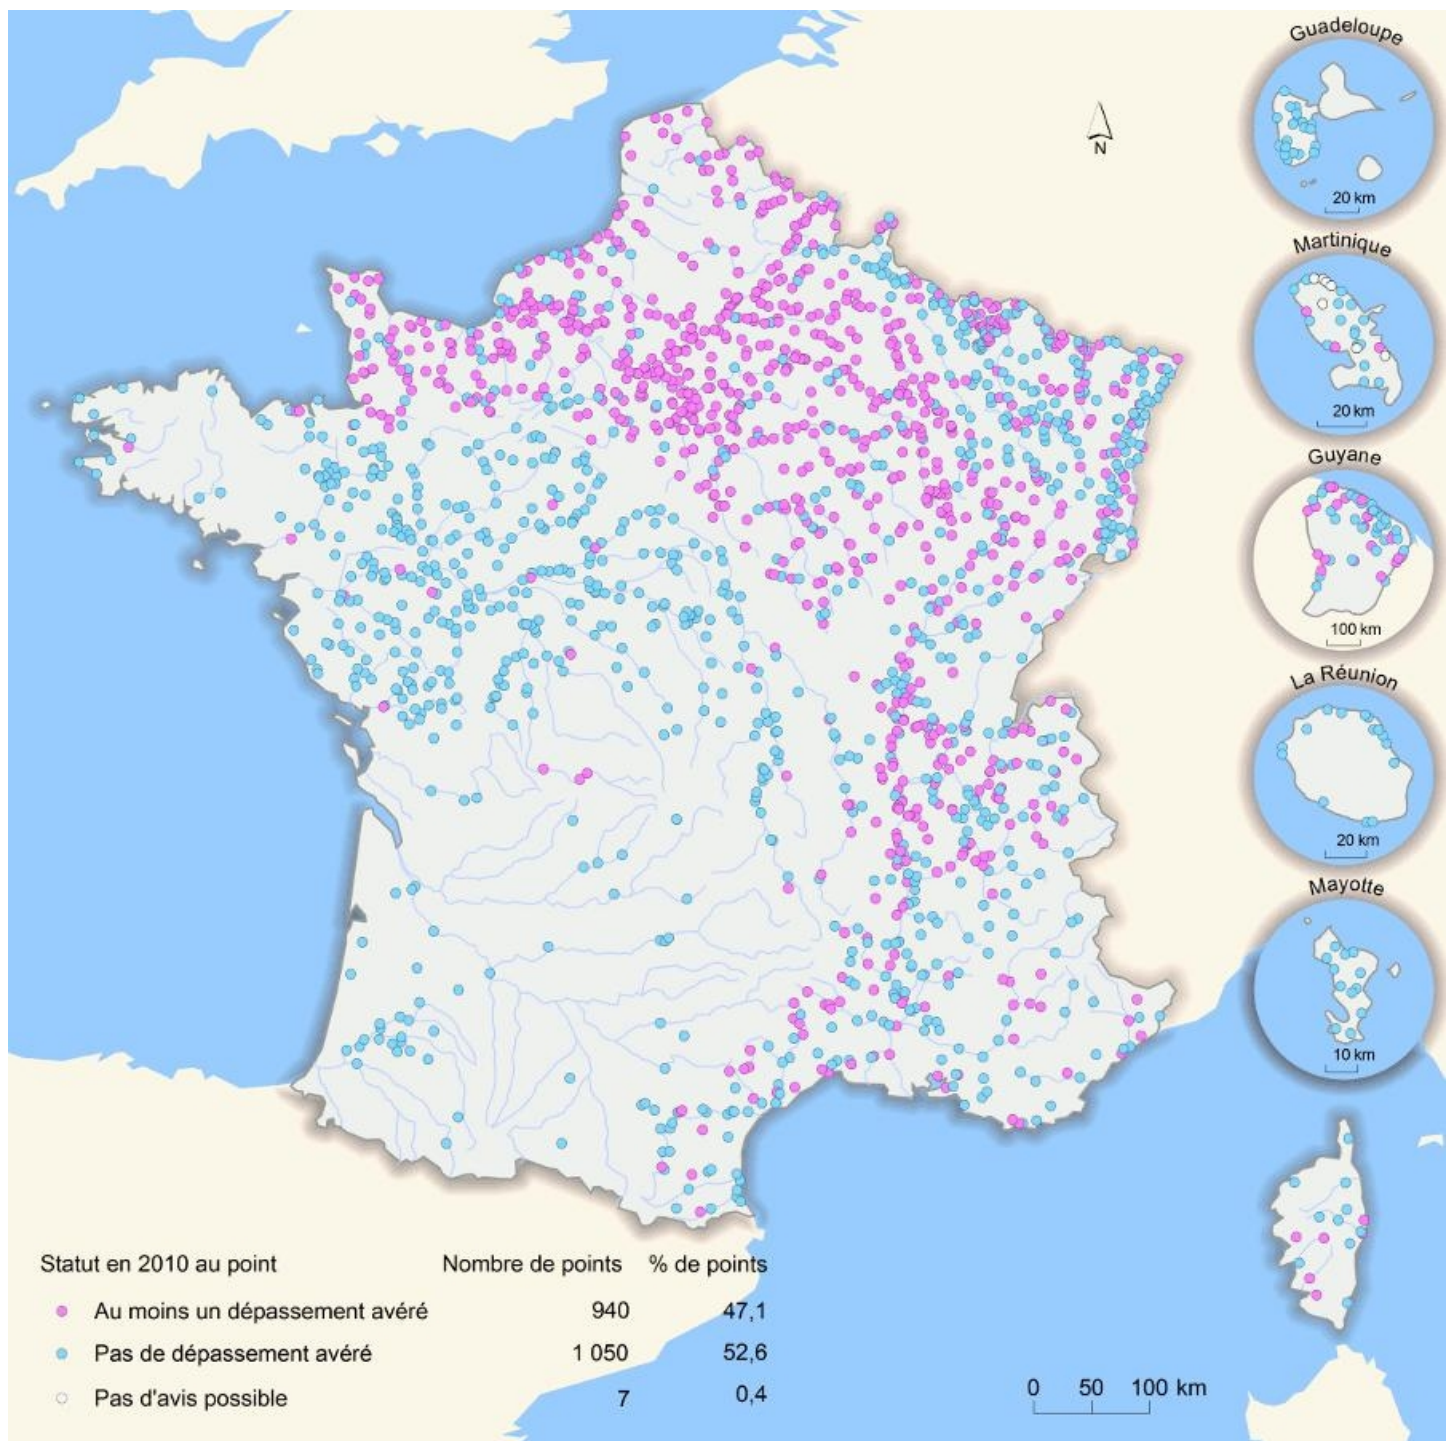 Guadeloupe
N
20 km
Martinique
20 km
Guyane
100 km
La Réunion
20 km
Mayotte
10 km
Statut en 2010 au point Nombre de points % de points
Au moins un dépassement avéré 940 47,1
Pas de dépassement avéré 1 050 52,6
Pas d'avis possible 7 0,4
0 50 100 km